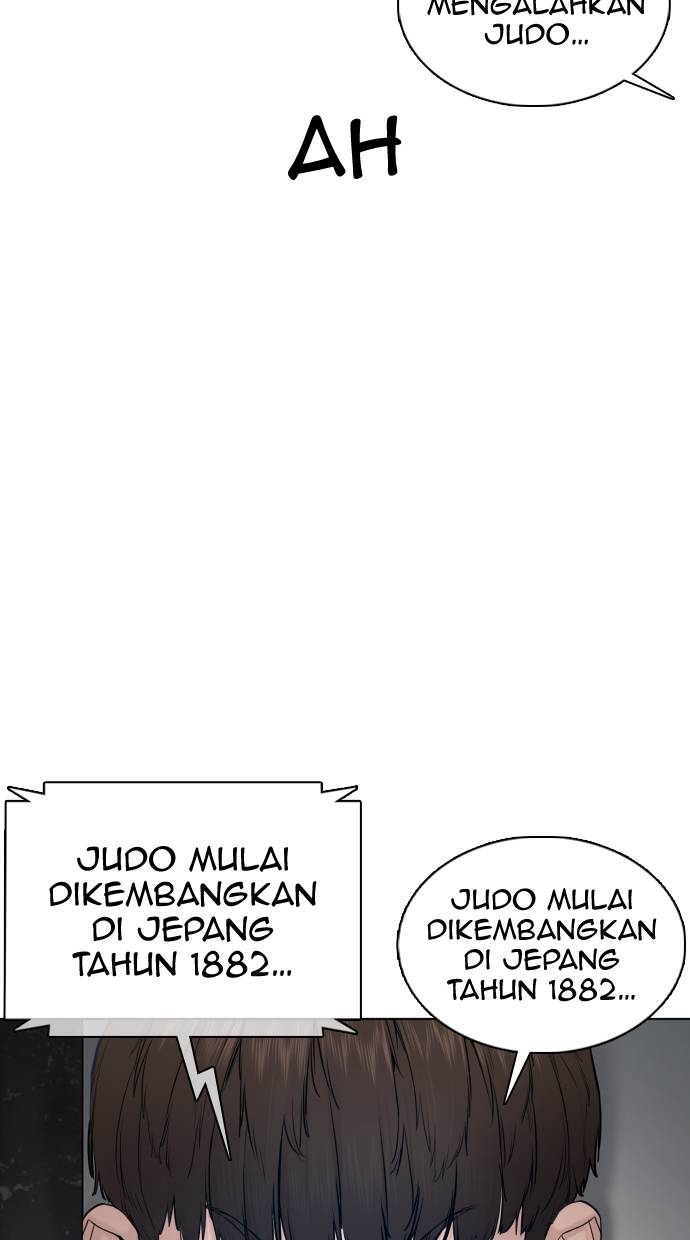 MENGALAHKAN
JUDO...
AH
JUDO MULAI
DIKEMBANGKAN
DI JEPANG
TAHUN 1882...
JUDO MULAI
DIKEMBANGKAN
DI JEPANG
TAHUN 1882...